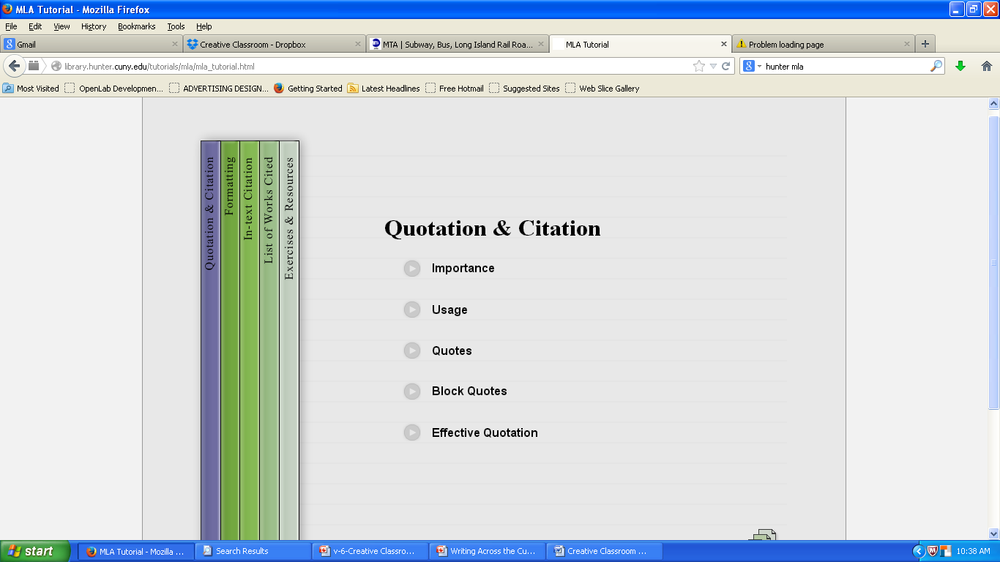 MLA Tutorial - Mozilla Firefox
File Edit View History Bookmarks Tools Help
Gmail Creative Classroom - Dropbox MTA | Subway, Bus, Long Island Rail Roa... MLA Tutorial Problem loading page
library.hunter.cuny.edu/tutorials/mla/mla_tutorial.html hunter mla
Most Visited OpenLab Developmen... ADVERTISING DESIGN... Getting Started Latest Headlines Free Hotmail Suggested Sites Web Slice Gallery
Quotation & Citation
Formatting
In-text Citation
List of Works Cited
Exercises & Resources
Quotation & Citation
Importance
Usage
Quotes
Block Quotes
Effective Quotation
start MLA Tutorial - Mozilla ... Search Results v-6-Creative Classro... Writing Across the Cu... Creative Classroom ... 10:38 AM